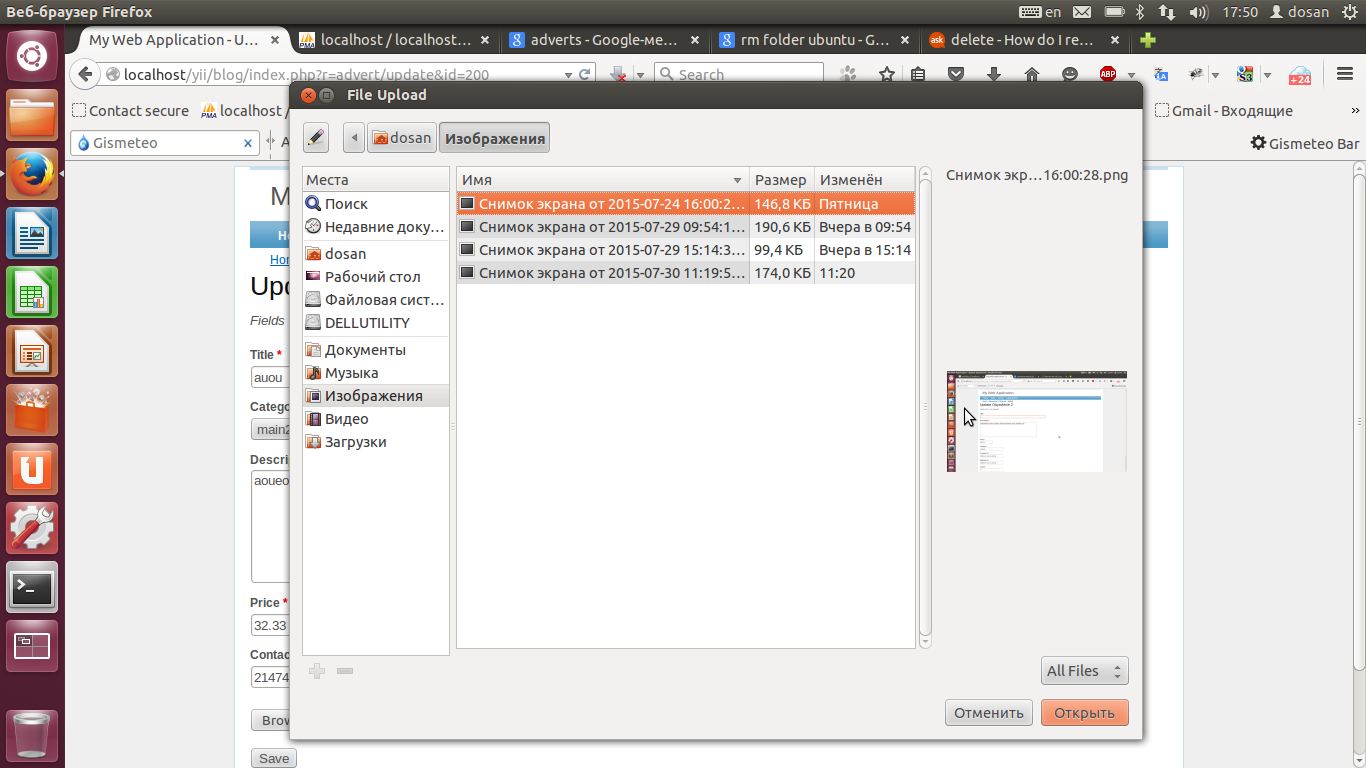 Веб-браузер Firefox
en
17:50
dosan
My Web Application - U…
localhost / localhost…
adverts - Google-ме…
rm folder ubuntu - G…
ask
delete - How do I re…
localhost/yii/blog/index.php?r=advert/update&id=200
Search
ABP
+24
Contact secure
PMA
localhost /
Gmail - Входящие
»
Gismeteo
A
Gismeteo Bar
File Upload
dosan
Изображения
Места
Поиск
Недавние доку…
dosan
Рабочий стол
Файловая сист…
DELLUTILITY
Документы
Музыка
Изображения
Видео
Загрузки
Имя
Размер
Изменён
Снимок экрана от 2015-07-24 16:00:2…
146,8 КБ
Пятница
Снимок экрана от 2015-07-29 09:54:1…
190,6 КБ
Вчера в 09:54
Снимок экрана от 2015-07-29 15:14:3…
99,4 КБ
Вчера в 15:14
Снимок экрана от 2015-07-30 11:19:5…
174,0 КБ
11:20
Снимок экр…16:00:28.png
All Files
Отменить
Открыть
M
Ho
Hor
Upd
Fields
Title *
auou
Catego
main2
Descri
aoueo
Price *
32.33
Contac
21474
Brow
Save